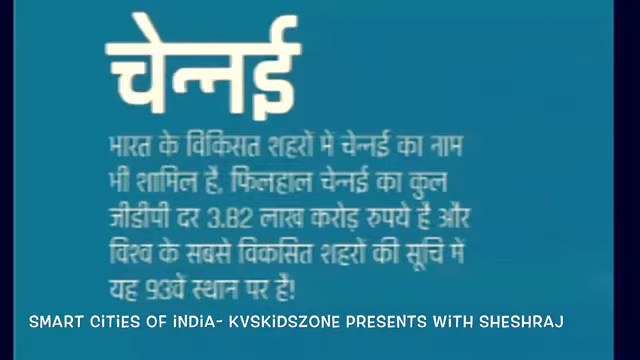 चेन्नई
भारत के विकिसत शहरों में चेन्नई का नाम
भी शामिल है, फिलहाल चेन्नई का कुल
जीडीपी दर 3.82 लाख करोड़ रुपये है और
विश्व के सबसे विकसित शहरों की सूचि में
यह 93वें स्थान पर है!
SMART CiTiES OF iNDiA- KVSKiDSZONE PRESENTS WiTH SHESHRAJ